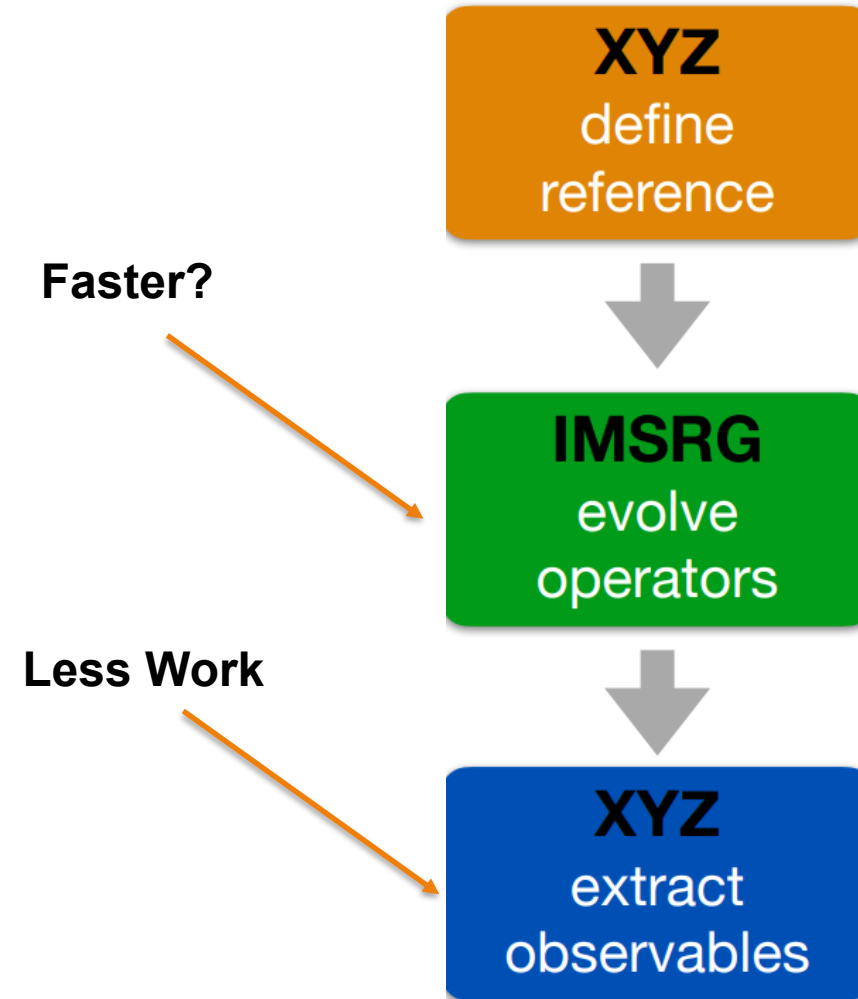 XYZ
define
reference
Faster?
IMSRG
evolve
operators
Less Work
XYZ
extract
observables